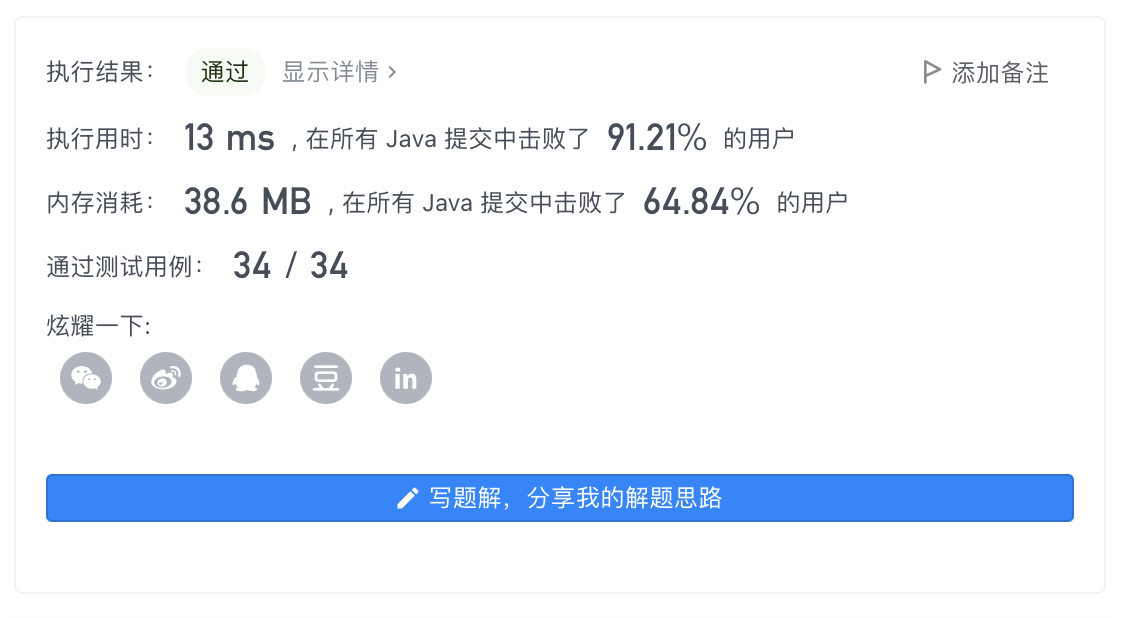 执行结果： 通过 显示详情 > 添加备注
执行用时： 13 ms , 在所有 Java 提交中击败了 91.21% 的用户
内存消耗： 38.6 MB , 在所有 Java 提交中击败了 64.84% 的用户
通过测试用例： 34 / 34
炫耀一下:
豆 in
写题解，分享我的解题思路